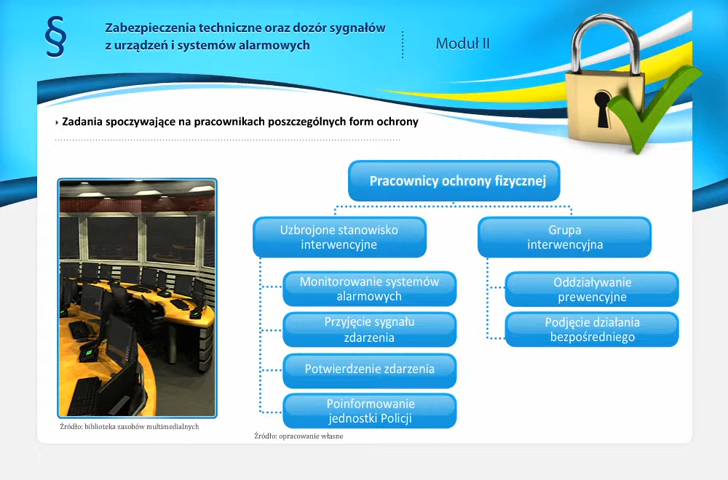 §
Zabezpieczenia techniczne oraz dozór sygnałów
z urządzeń i systemów alarmowych
Moduł II
Zadania spoczywające na pracownikach poszczególnych form ochrony
Pracownicy ochrony fizycznej
Uzbrojone stanowisko
interwencyjne
Grupa
interwencyjna
Monitorowanie systemów
alarmowych
Oddziaływanie
prewencyjne
Przyjęcie sygnału
zdarzenia
Podjęcie działania
bezpośredniego
Potwierdzenie zdarzenia
Poinformowanie
jednostki Policji
Źródło: biblioteka zasobów multimedialnych
Źródło: opracowanie własne